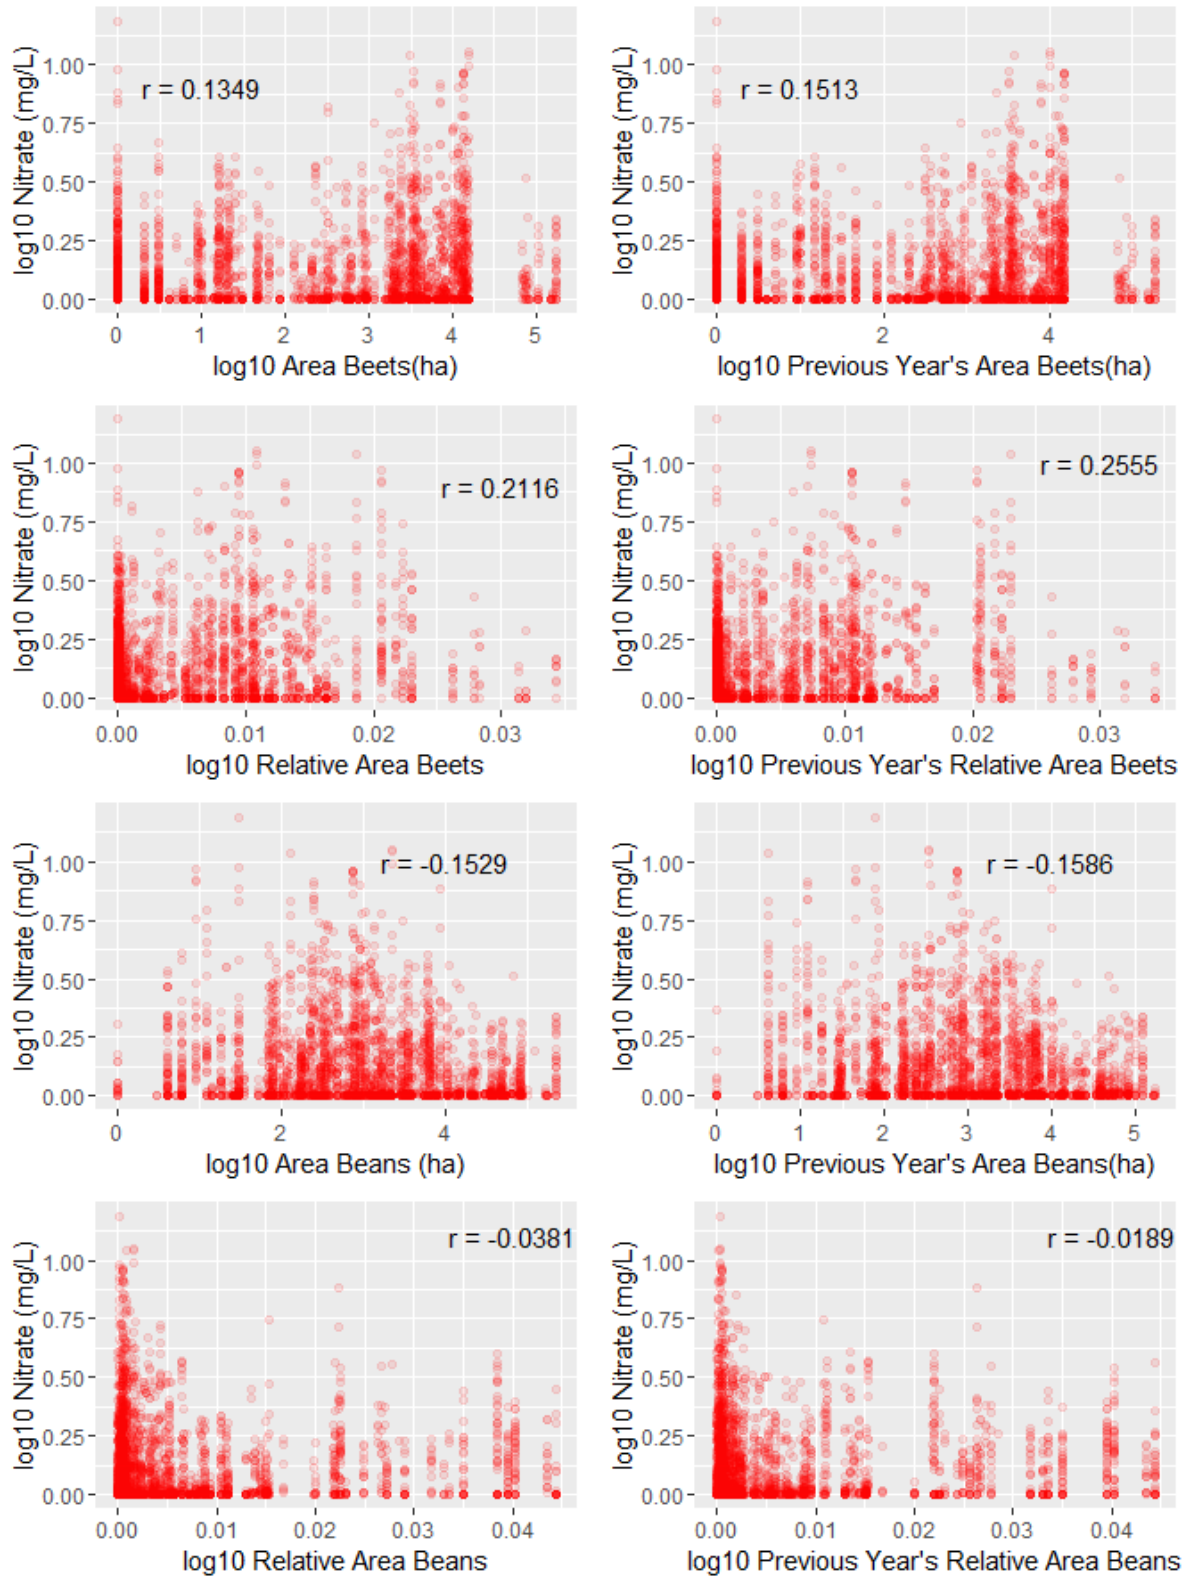 log10 Nitrate (mg/L)
1.00
0.75
0.50
0.25
0.00
r = 0.1349
0 1 2 3 4 5
log10 Area Beets(ha)
log10 Nitrate (mg/L)
1.00
0.75
0.50
0.25
0.00
r = 0.1513
0 2 4
log10 Previous Year's Area Beets(ha)
log10 Nitrate (mg/L)
1.00
0.75
0.50
0.25
0.00
r = 0.2116
0.00 0.01 0.02 0.03
log10 Relative Area Beets
log10 Nitrate (mg/L)
1.00
0.75
0.50
0.25
0.00
r = 0.2555
0.00 0.01 0.02 0.03
log10 Previous Year's Relative Area Beets
log10 Nitrate (mg/L)
1.00
0.75
0.50
0.25
0.00
r = -0.1529
0 2 4
log10 Area Beans (ha)
log10 Nitrate (mg/L)
1.00
0.75
0.50
0.25
0.00
r = -0.1586
0 1 2 3 4 5
log10 Previous Year's Area Beans(ha)
log10 Nitrate (mg/L)
1.00
0.75
0.50
0.25
0.00
r = -0.0381
0.00 0.01 0.02 0.03 0.04
log10 Relative Area Beans
log10 Nitrate (mg/L)
1.00
0.75
0.50
0.25
0.00
r = -0.0189
0.00 0.01 0.02 0.03 0.04
log10 Previous Year's Relative Area Beans